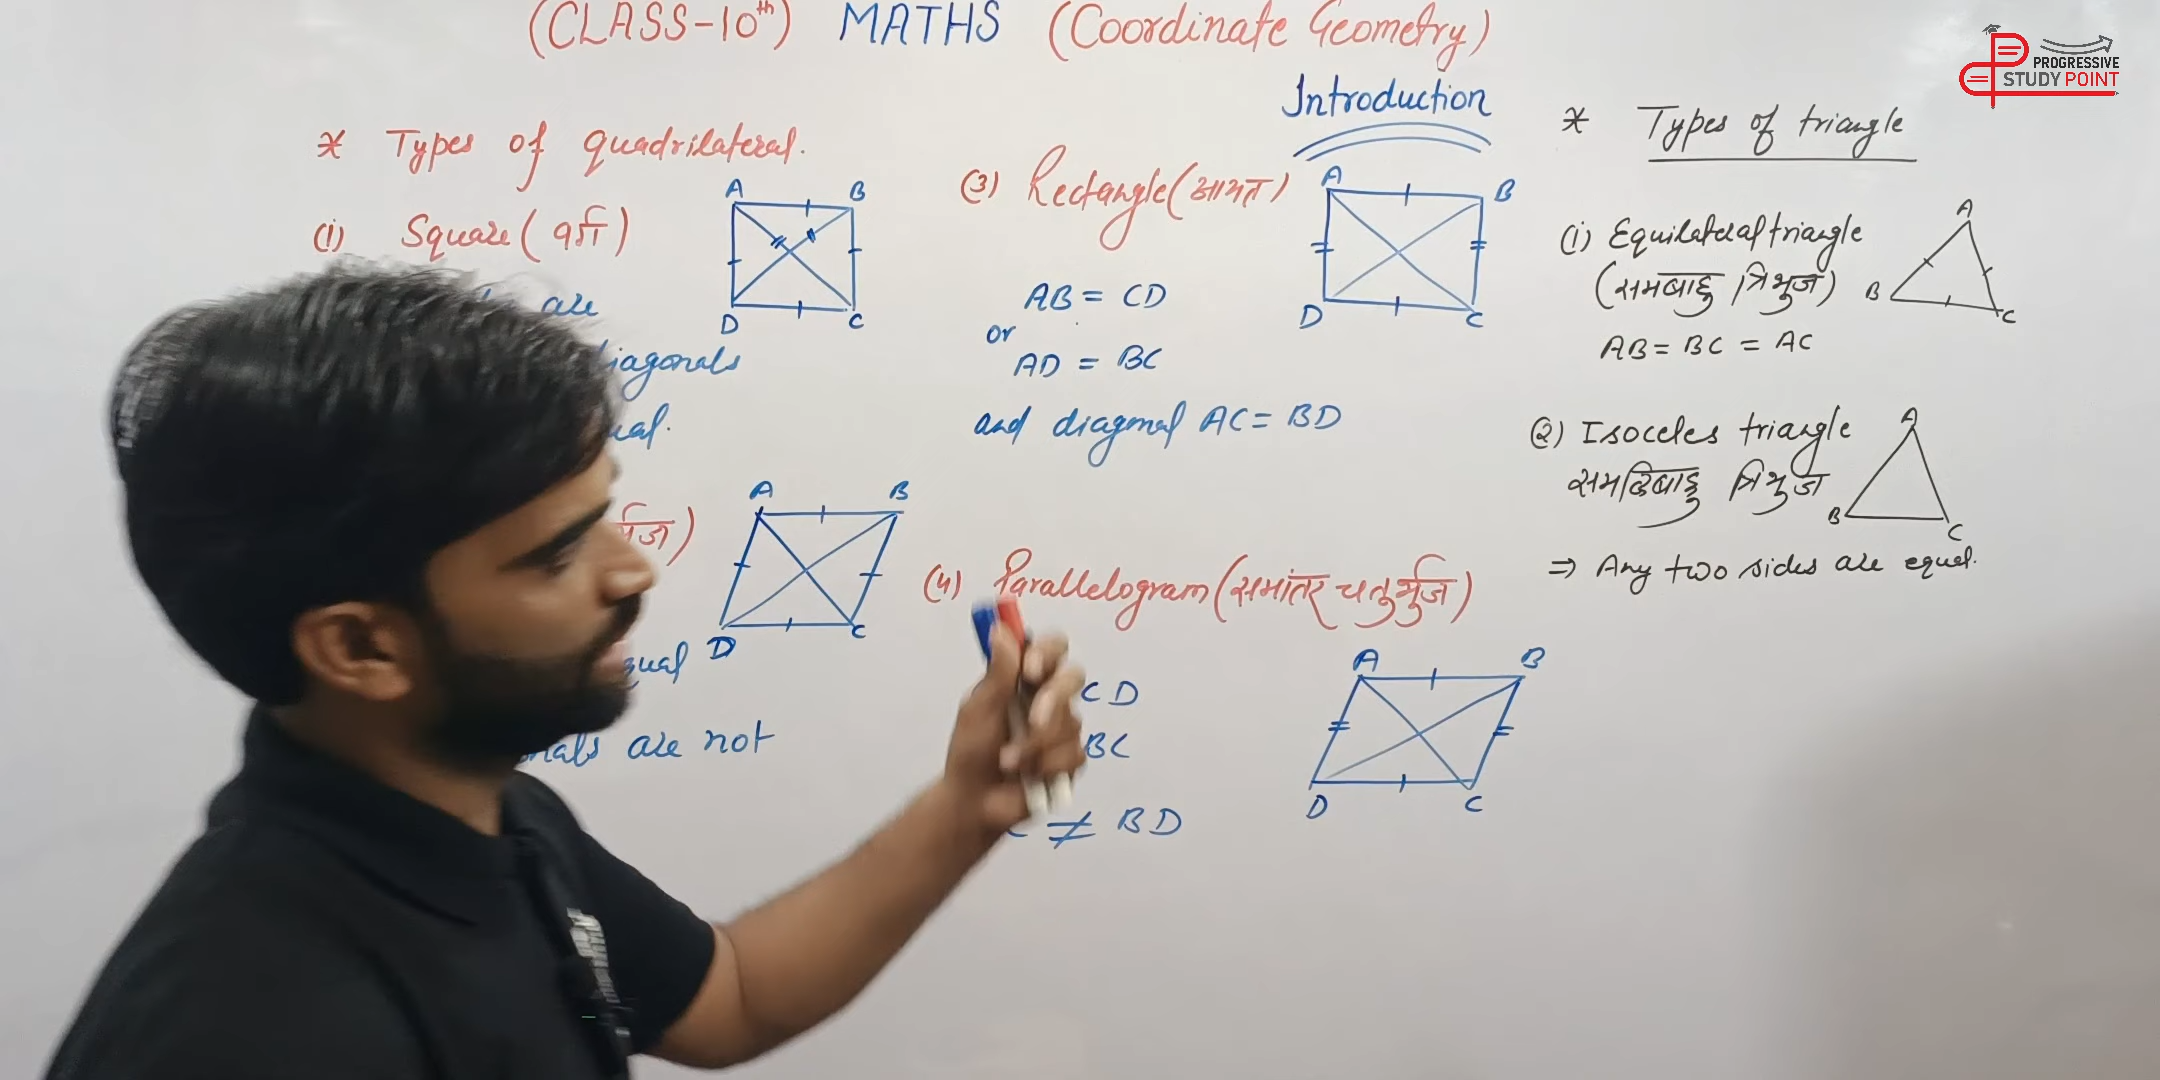 (CLASS-10th) MATHS (Coordinate Geometry)
Introduction
PROGRESSIVE
STUDY POINT
* Types of quadrilateral.
(1) Square (वर्ग)
A B
D C
are
diagonals
र्भुज)
A B
D C
equal
are not
(3) Rectangle (आयत)
A B
D C
AB = CD
or
AD = BC
and diagonal AC = BD
(4) Parallelogram (समांतर चतुर्भुज)
CD
BC
≠ BD
A B
D C
* Types of triangle
(1) Equilateral triangle
(समबाहु त्रिभुज)
A
B C
AB = BC = AC
(2) Isoceles triangle
समद्विबाहु त्रिभुज
A
B C
⇒ Any two sides are equal.